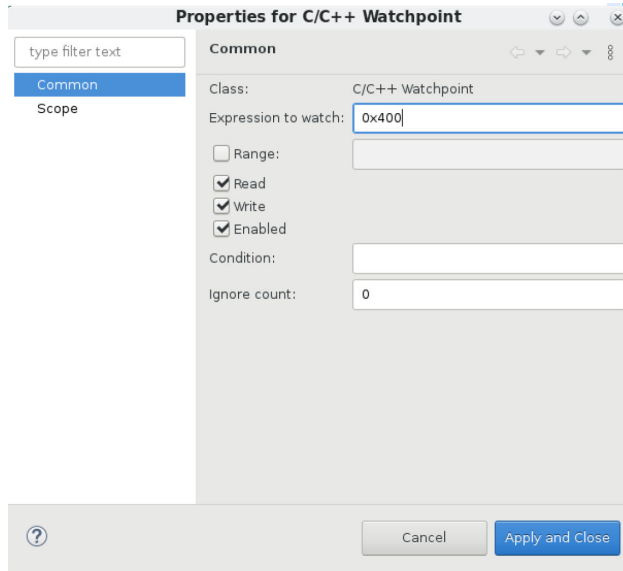 Properties for C/C++ Watchpoint
type filter text
Common
Scope
Common
Class: C/C++ Watchpoint
Expression to watch: 0x400
Range:
Read
Write
Enabled
Condition:
Ignore count: 0
?
Cancel Apply and Close